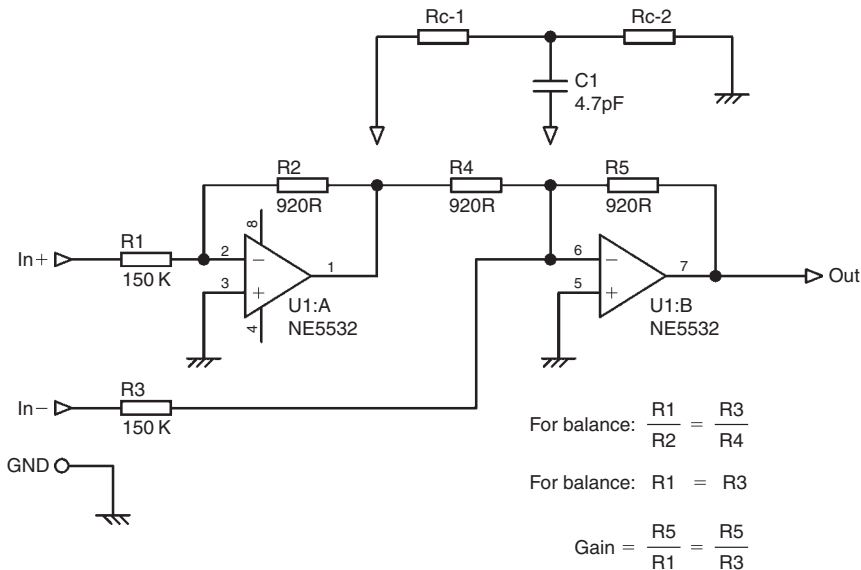 Rc-1
Rc-2
C1
4.7pF
R2
920R
R4
920R
R5
920R
In+
R1
150 K
2
3
8
4
1
−
+
U1:A
NE5532
6
5
7
−
+
U1:B
NE5532
Out
In−
R3
150 K
GND
For balance: R1/R2 = R3/R4
For balance: R1 = R3
Gain = R5/R1 = R5/R3